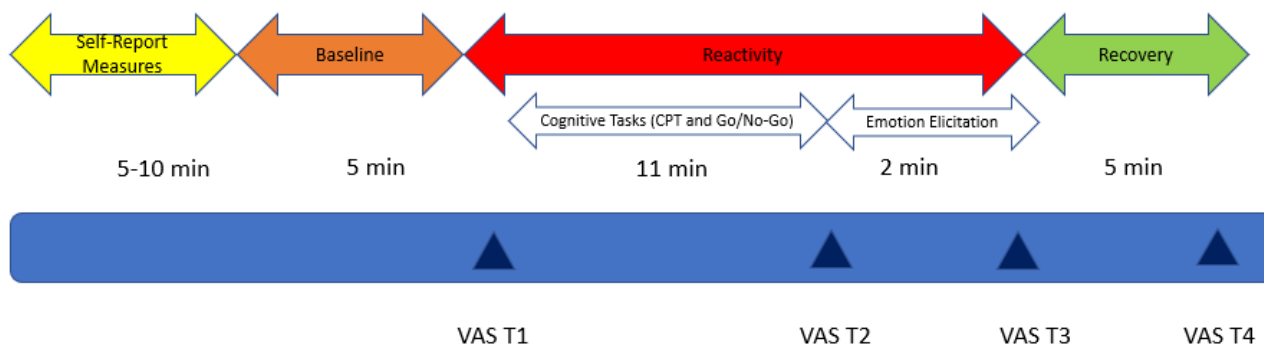 Self-Report
Measures
Baseline
Reactivity
Recovery
Cognitive Tasks (CPT and Go/No-Go)
Emotion Elicitation
5-10 min
5 min
11 min
2 min
5 min
VAS T1
VAS T2
VAS T3
VAS T4